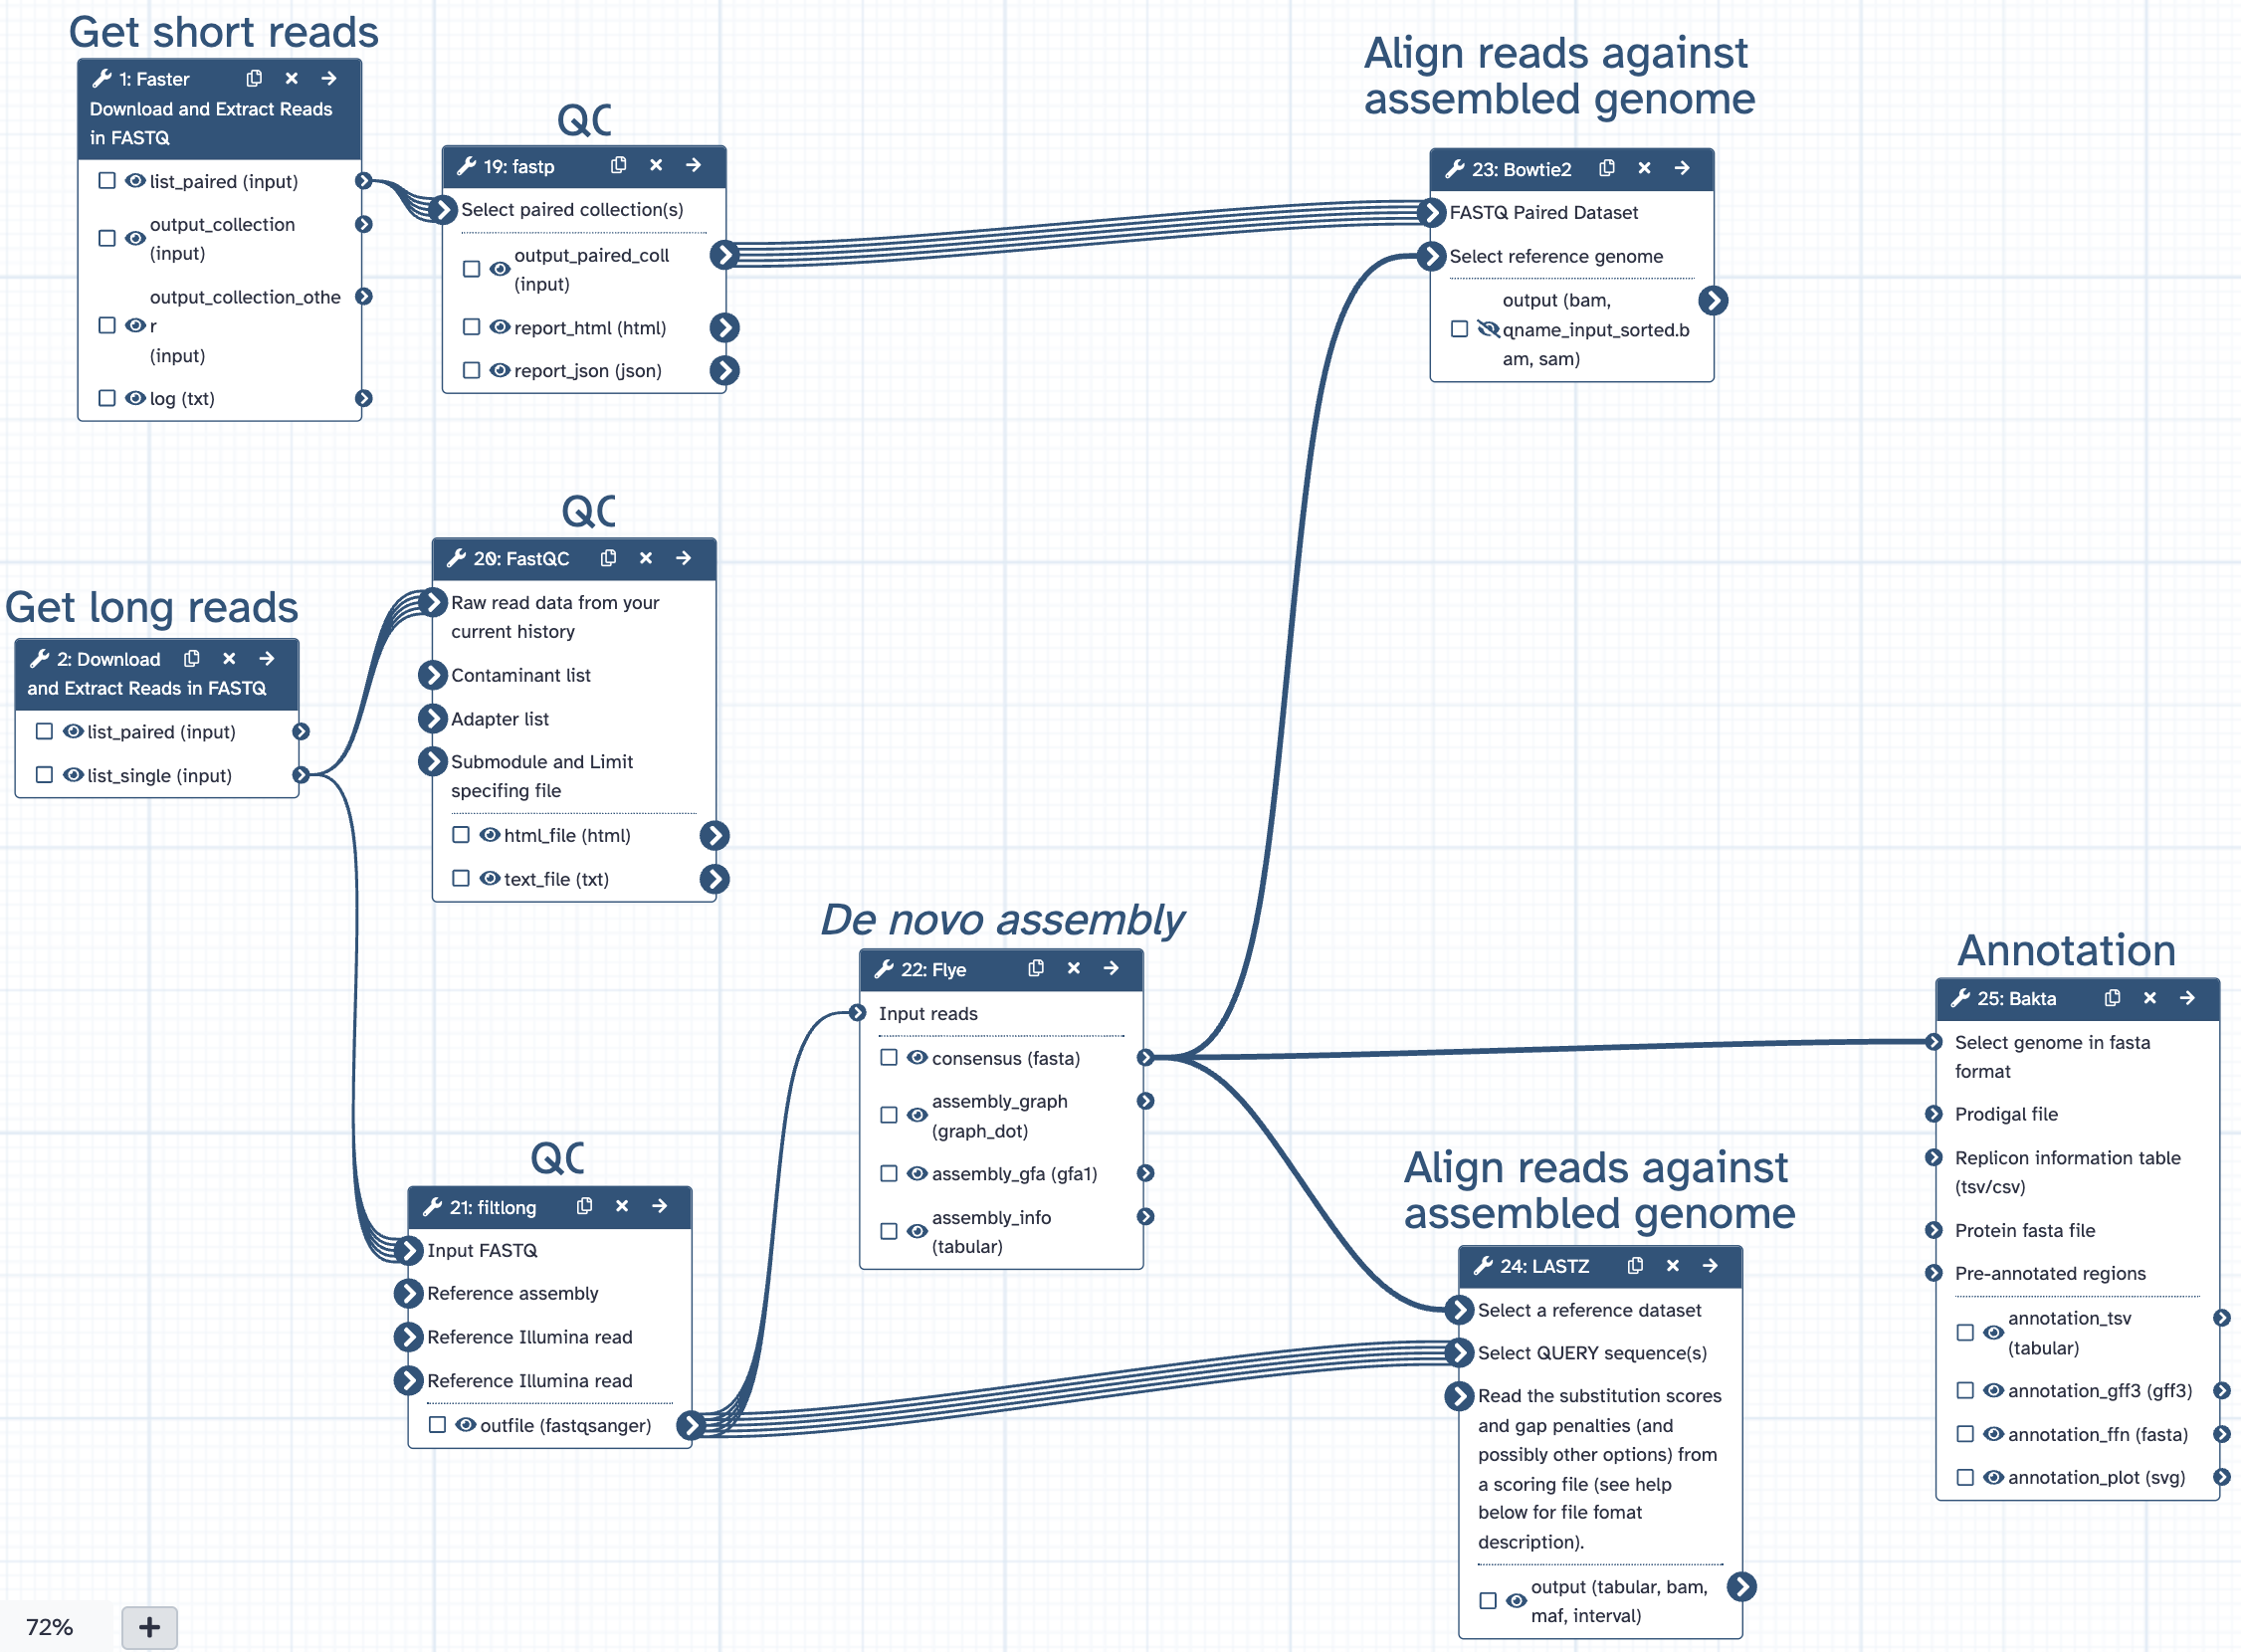 Get short reads
1: Faster
Download and Extract Reads
in FASTQ
list_paired (input)
output_collection
(input)
output_collection_othe
r
(input)
log (txt)
QC
19: fastp
Select paired collection(s)
output_paired_coll
(input)
report_html (html)
report_json (json)
Align reads against
assembled genome
23: Bowtie2
FASTQ Paired Dataset
Select reference genome
output (bam,
qname_input_sorted.b
am, sam)
QC
20: FastQC
Raw read data from your
current history
Contaminant list
Adapter list
Submodule and Limit
specifing file
html_file (html)
text_file (txt)
Get long reads
2: Download
and Extract Reads in FASTQ
list_paired (input)
list_single (input)
De novo assembly
22: Flye
Input reads
consensus (fasta)
assembly_graph
(graph_dot)
assembly_gfa (gfa1)
assembly_info
(tabular)
Annotation
25: Bakta
Select genome in fasta
format
Prodigal file
Replicon information table
(tsv/csv)
Protein fasta file
Pre-annotated regions
annotation_tsv
(tabular)
annotation_gff3 (gff3)
annotation_ffn (fasta)
annotation_plot (svg)
QC
21: filtlong
Input FASTQ
Reference assembly
Reference Illumina read
Reference Illumina read
outfile (fastqsanger)
Align reads against
assembled genome
24: LASTZ
Select a reference dataset
Select QUERY sequence(s)
Read the substitution scores
and gap penalties (and
possibly other options) from
a scoring file (see help
below for file fomat
description).
output (tabular, bam,
maf, interval)
72%